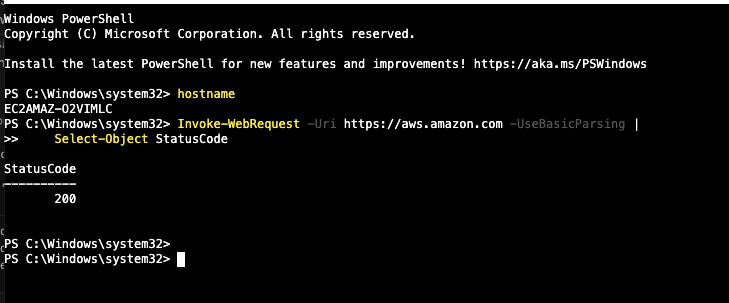 Windows PowerShell
Copyright (C) Microsoft Corporation. All rights reserved.
Install the latest PowerShell for new features and improvements! https://aka.ms/PSWindows
PS C:\Windows\system32> hostname
EC2AMAZ-O2VIMLC
PS C:\Windows\system32> Invoke-WebRequest -Uri https://aws.amazon.com -UseBasicParsing |
>>     Select-Object StatusCode
StatusCode
----------
       200
PS C:\Windows\system32>
PS C:\Windows\system32>